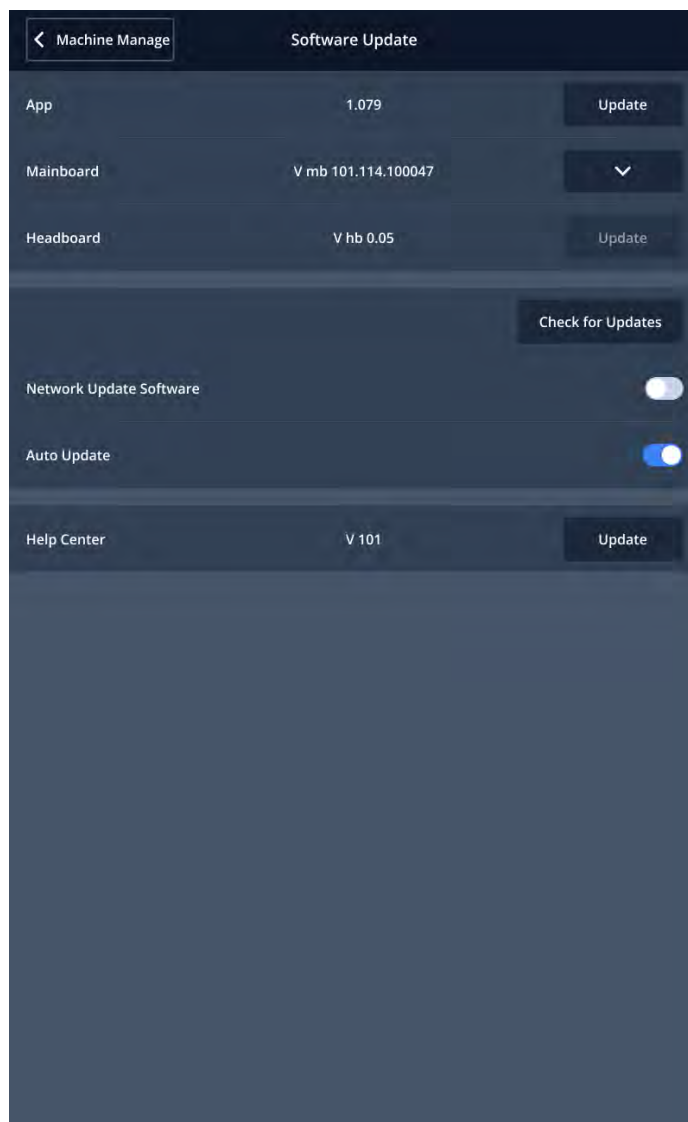 Machine Manage Software Update
App 1.079 Update
Mainboard V mb 101.114.100047
Headboard V hb 0.05 Update
Check for Updates
Network Update Software
Auto Update
Help Center V 101 Update